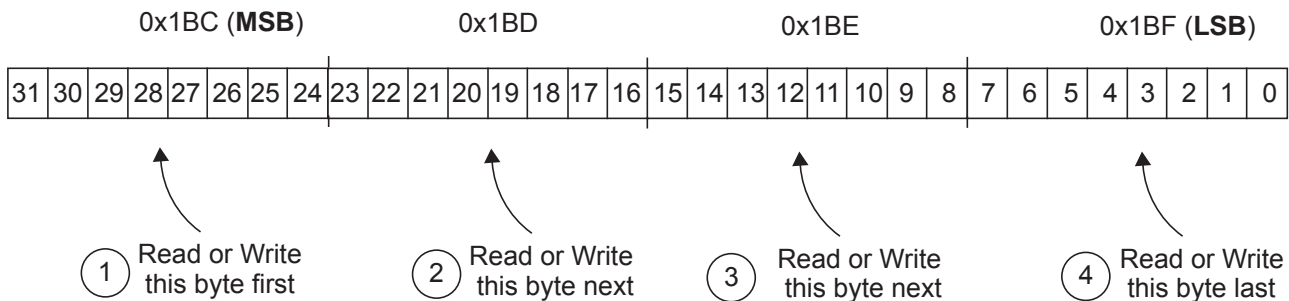 0x1BC (MSB) 0x1BD 0x1BE 0x1BF (LSB)
31 30 29 28 27 26 25 24 23 22 21 20 19 18 17 16 15 14 13 12 11 10 9 8 7 6 5 4 3 2 1 0
1 Read or Write
this byte first
2 Read or Write
this byte next
3 Read or Write
this byte next
4 Read or Write
this byte last